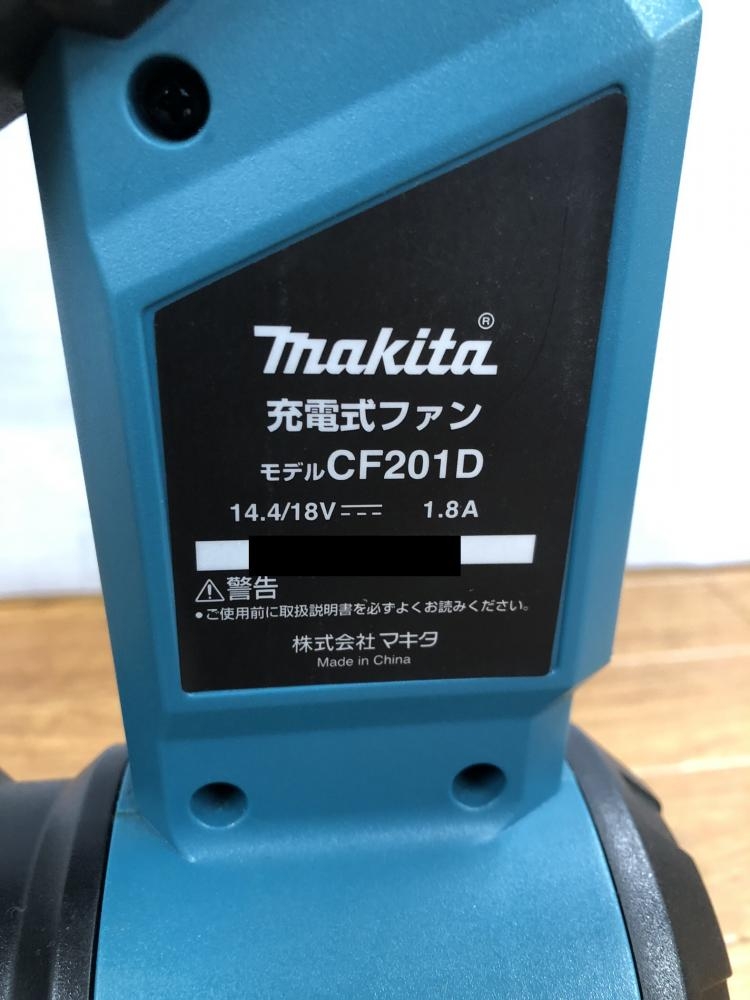 makita®
充電式ファン
モデルCF201D
14.4/18V⎓ 1.8A
⚠警告
●ご使用前に取扱説明書を必ずよくお読みください。
株式会社 マキタ
Made in China